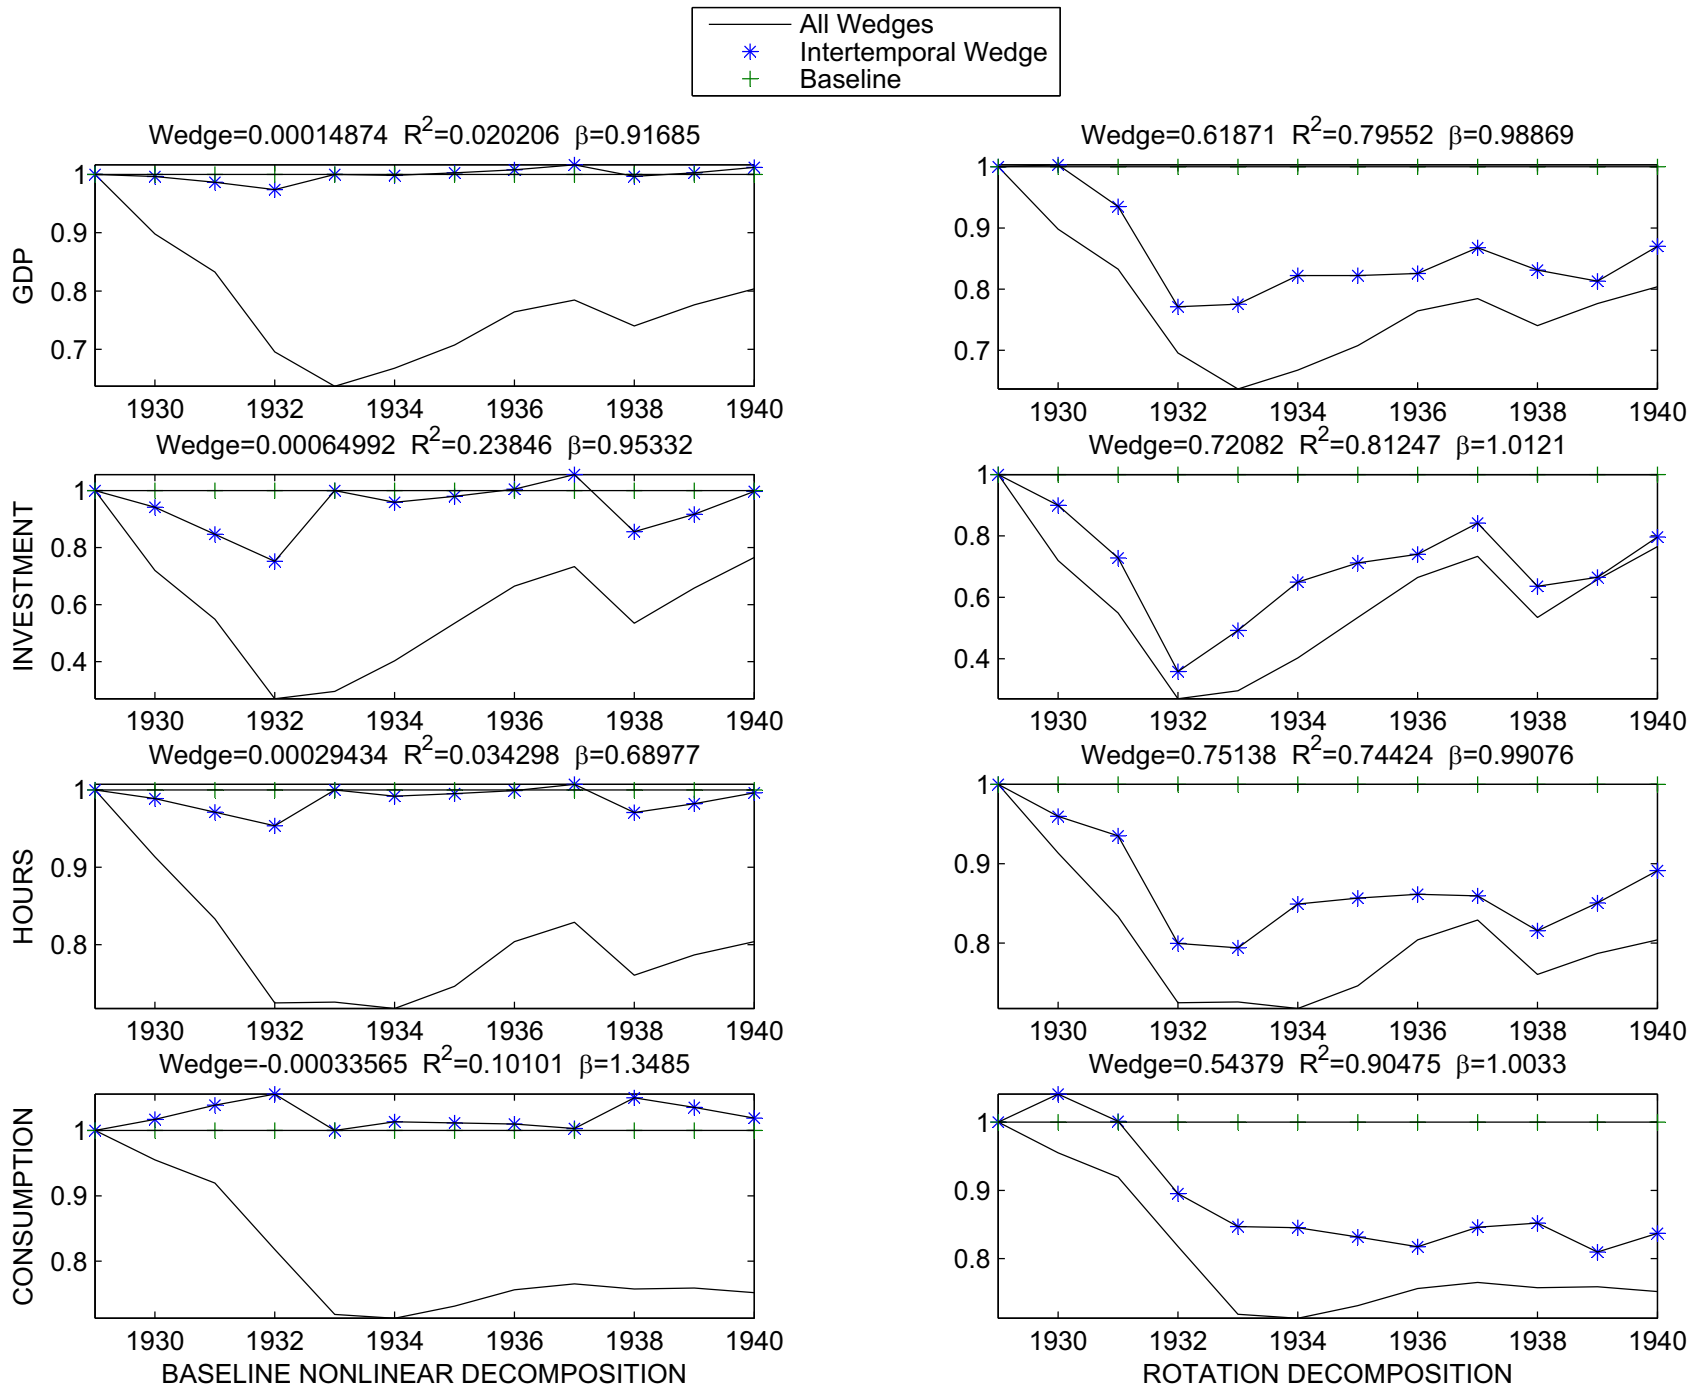 All Wedges
Intertemporal Wedge
Baseline
Wedge=0.00014874 R²=0.020206 β=0.91685
1
0.9
0.8
0.7
GDP
1930 1932 1934 1936 1938 1940
Wedge=0.61871 R²=0.79552 β=0.98869
1
0.9
0.8
0.7
1930 1932 1934 1936 1938 1940
Wedge=0.00064992 R²=0.23846 β=0.95332
1
0.8
0.6
0.4
INVESTMENT
1930 1932 1934 1936 1938 1940
Wedge=0.72082 R²=0.81247 β=1.0121
1
0.8
0.6
0.4
1930 1932 1934 1936 1938 1940
Wedge=0.00029434 R²=0.034298 β=0.68977
1
0.9
0.8
HOURS
1930 1932 1934 1936 1938 1940
Wedge=0.75138 R²=0.74424 β=0.99076
1
0.9
0.8
1930 1932 1934 1936 1938 1940
Wedge=-0.00033565 R²=0.10101 β=1.3485
1
0.9
0.8
CONSUMPTION
1930 1932 1934 1936 1938 1940
BASELINE NONLINEAR DECOMPOSITION
Wedge=0.54379 R²=0.90475 β=1.0033
1
0.9
0.8
1930 1932 1934 1936 1938 1940
ROTATION DECOMPOSITION